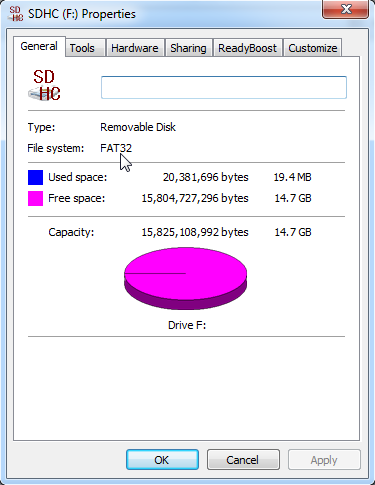 SDHC (F:) Properties
General Tools Hardware Sharing ReadyBoost Customize
SD
HC
Type: Removable Disk
File system: FAT32
Used space: 20,381,696 bytes 19.4 MB
Free space: 15,804,727,296 bytes 14.7 GB
Capacity: 15,825,108,992 bytes 14.7 GB
Drive F:
OK Cancel Apply